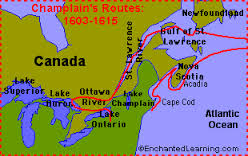 Champlain's Routes:
1603-1615
Newfoundland
Gulf of St.
Lawrence
Canada
St. Lawrence
River
Nova
Scotia
Acadia
Lake
Superior
Ottawa
River
Lake
Huron
Lake
Champlain
Cape Cod
Lake
Ontario
Atlantic
Ocean
©EnchantedLearning.com